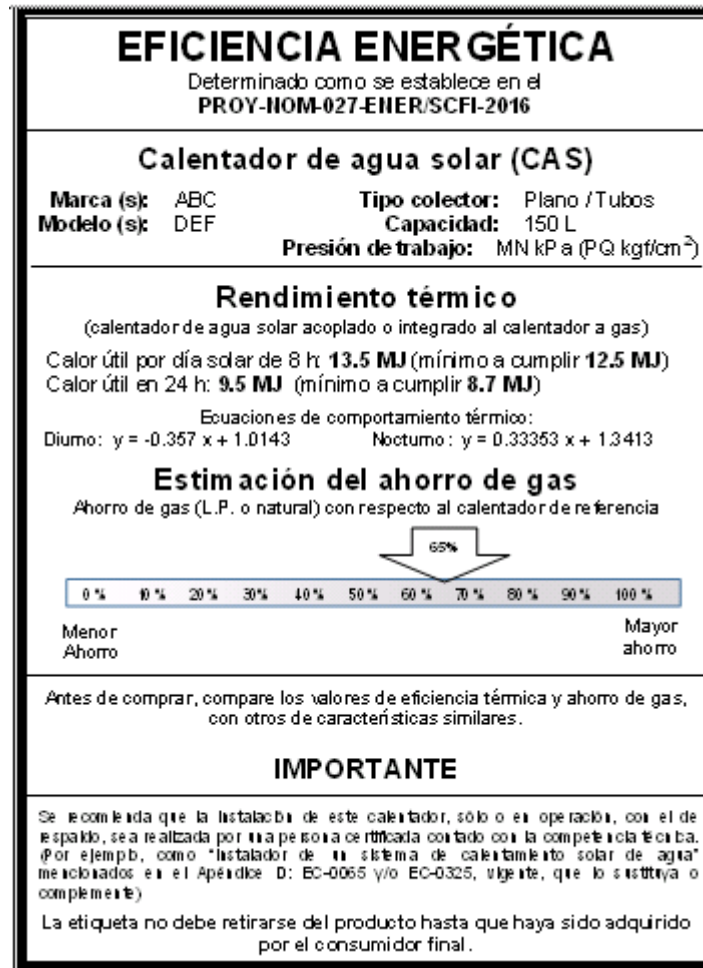 EFICIENCIA ENERGÉTICA
Determinado como se establece en el
PROY-NOM-027-ENER/SCFI-2016
Calentador de agua solar (CAS)
Marca (s): ABC Tipo colector: Plano / Tubos
Modelo (s): DEF Capacidad: 150 L
Presión de trabajo: MN kPa (PQ kgf/cm²)
Rendimiento térmico
(calentador de agua solar acoplado o integrado al calentador a gas)
Calor útil por día solar de 8 h: 13.5 MJ (mínimo a cumplir 12.5 MJ)
Calor útil en 24 h: 9.5 MJ (mínimo a cumplir 8.7 MJ)
Ecuaciones de comportamiento térmico:
Diurno: y = -0.357 x + 1.0143 Nocturno: y = 0.33353 x + 1.3413
Estimación del ahorro de gas
Ahorro de gas (L.P. o natural) con respecto al calentador de referencia
65%
0 % 10 % 20 % 30 % 40 % 50 % 60 % 70 % 80 % 90 % 100 %
Menor Mayor
Ahorro ahorro
Antes de comprar, compare los valores de eficiencia térmica y ahorro de gas,
con otros de características similares.
IMPORTANTE
Se recomienda que la instalación de este calentador, sólo o en operación, con el de
respaldo, sea realizada por una persona certificada contado con la competencia técnica.
(Por ejemplo, como "Instalador de un sistema de calentamiento solar de agua"
mencionados en el Apéndice D: EC-0065 y/o EC-0325, vigente, que lo sustituya o
complemente)
La etiqueta no debe retirarse del producto hasta que haya sido adquirido
por el consumidor final.